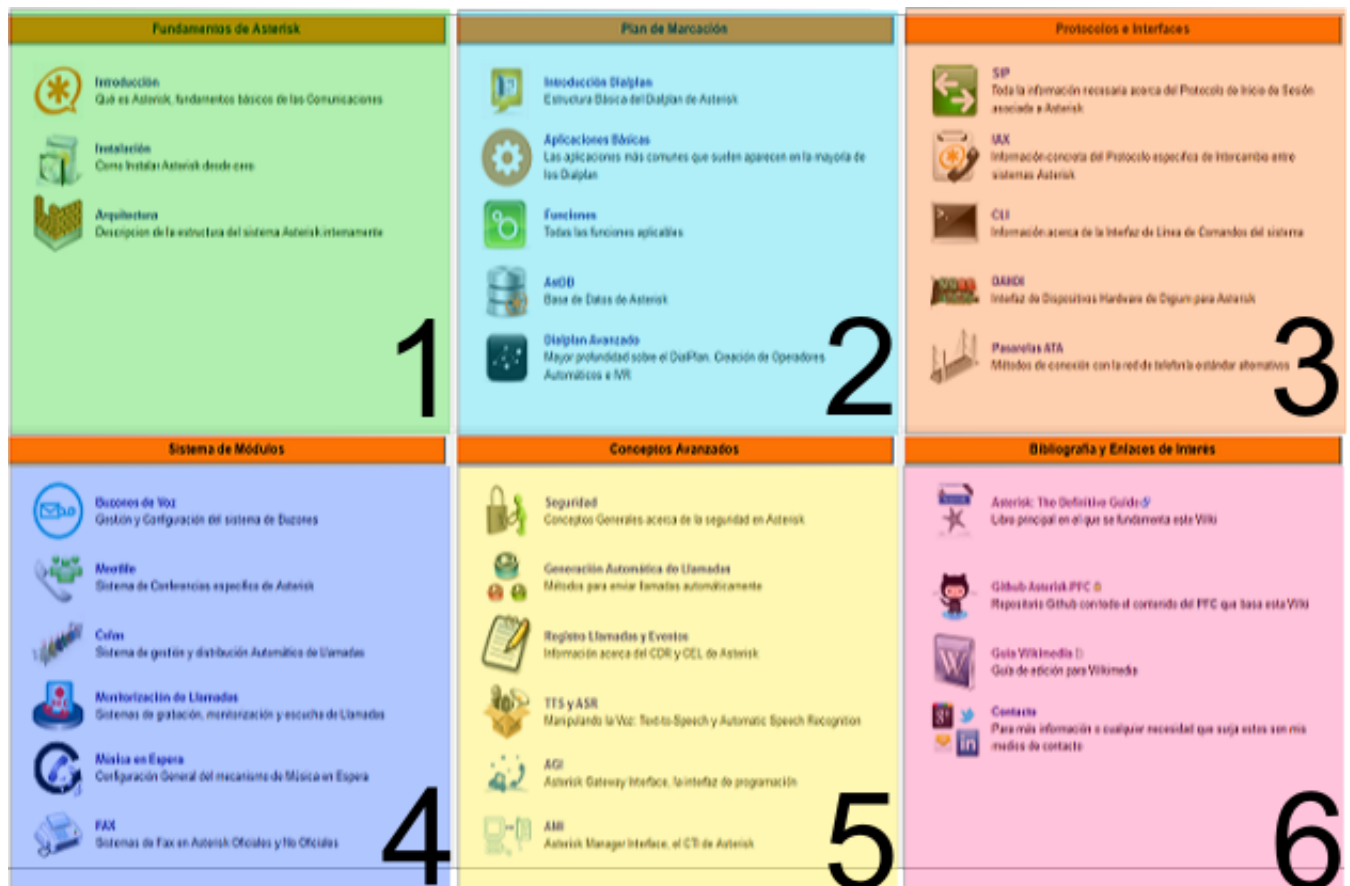 Fundamentos de Asterisk
Introducción
Qué es Asterisk, fundamentos básicos de las Comunicaciones
Instalación
Como Instalar Asterisk desde cero
Arquitectura
Descripcion de la estructura del sistema Asterisk internamente
1
Plan de Marcación
Introducción Dialplan
Estructura Básica del Dialplan de Asterisk
Aplicaciones Básicas
Las aplicaciones más comunes que suelen aparecen en la mayoría de
los Dialplan
Funciones
Todas las funciones aplicables
AstDB
Base de Datos de Asterisk
Dialplan Avanzado
Mayor profundidad sobre el DialPlan. Creación de Operadores
Automáticos e IVR
2
Protocolos e Interfaces
SIP
Toda la información necesaria acerca del Protocolo de Inicio de Sesión
asociado a Asterisk
IAX
Información concreta del Protocolo específica de Intercambio entre
sistemas Asterisk
CLI
Información acerca de la Interfaz de Línea de Comandos del sistema
DAHDI
Interfaz de Dispositivos Hardware de Digium para Asterisk
Pasarelas ATA
Métodos de conexión con la red de telefonía estándar alternativos
3
Sistema de Módulos
Buzones de Voz
Gestión y Configuración del sistema de Buzones
MeetMe
Sistema de Conferencias específico de Asterisk
Colas
Sistema de gestión y distribución Automático de Llamadas
Monitorización de Llamadas
Sistemas de grabación, monitorización y escucha de Llamadas
Música en Espera
Configuración General del mecanismo de Música en Espera
FAX
Sistemas de Fax en Asterisk Oficiales y No Oficiales
4
Conceptos Avanzados
Seguridad
Conceptos Generales acerca de la seguridad en Asterisk
Generación Automática de Llamadas
Métodos para enviar llamadas automáticamente
Registro Llamadas y Eventos
Información acerca del CDR y CEL de Asterisk
TTS y ASR
Manipulando la Voz: Text-to-Speech y Automatic Speech Recognition
AGI
Asterisk Gateway Interface, la interfaz de programación
AMI
Asterisk Manager Interface, el CTI de Asterisk
5
Bibliografía y Enlaces de Interés
Asterisk: The Definitive Guide
Libro principal en el que se fundamenta este Wiki
Github Asterisk PFC
Repositorio Github con todo el contenido del PFC que basa esta Wiki
W
Guía Wikimedia
Guía de edición para Wikimedia
Contacto
Para más información o cualquier necesidad que surja estos son mis
medios de contacto
6